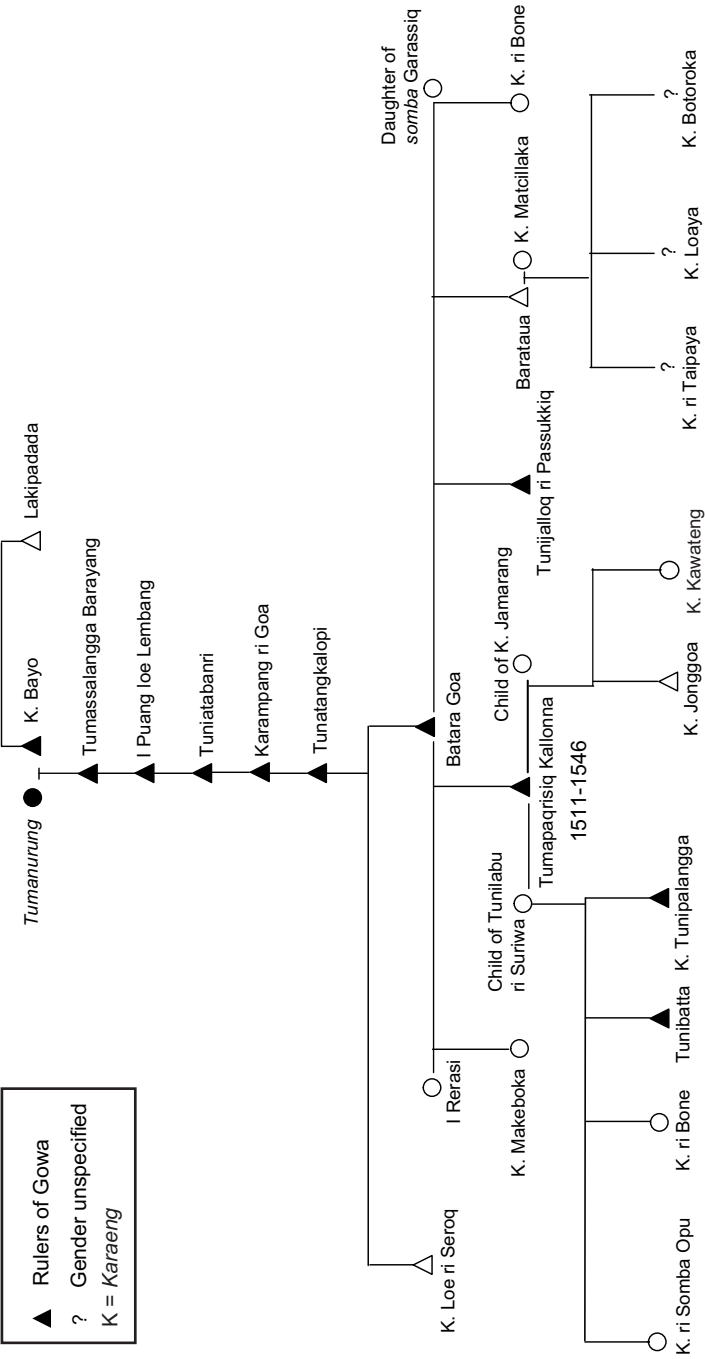 ▲ Rulers of Gowa
? Gender unspecified
K = Karaeng
Tumanurung
K. Bayo
Lakipadada
Tumassalangga Barayang
I Puang loe Lembang
Tuniatabanri
Karampang ri Goa
Tunatangkalopi
K. Loe ri Seroq
I Rerasi
Batara Goa
Daughter of
somba Garassiq
K. Makeboka
Child of Tunilabu
ri Suriwa
Tumapaqrisiq Kallonna
1511-1546
Child of K. Jamarang
Tunijalloq ri Passukkiq
Barataua
K. Matcillaka
K. ri Bone
K. ri Somba Opu
K. ri Bone
Tunibatta
K. Tunipalangga
K. Jonggoa
K. Kawateng
?
K. ri Taipaya
?
K. Loaya
?
K. Botoroka